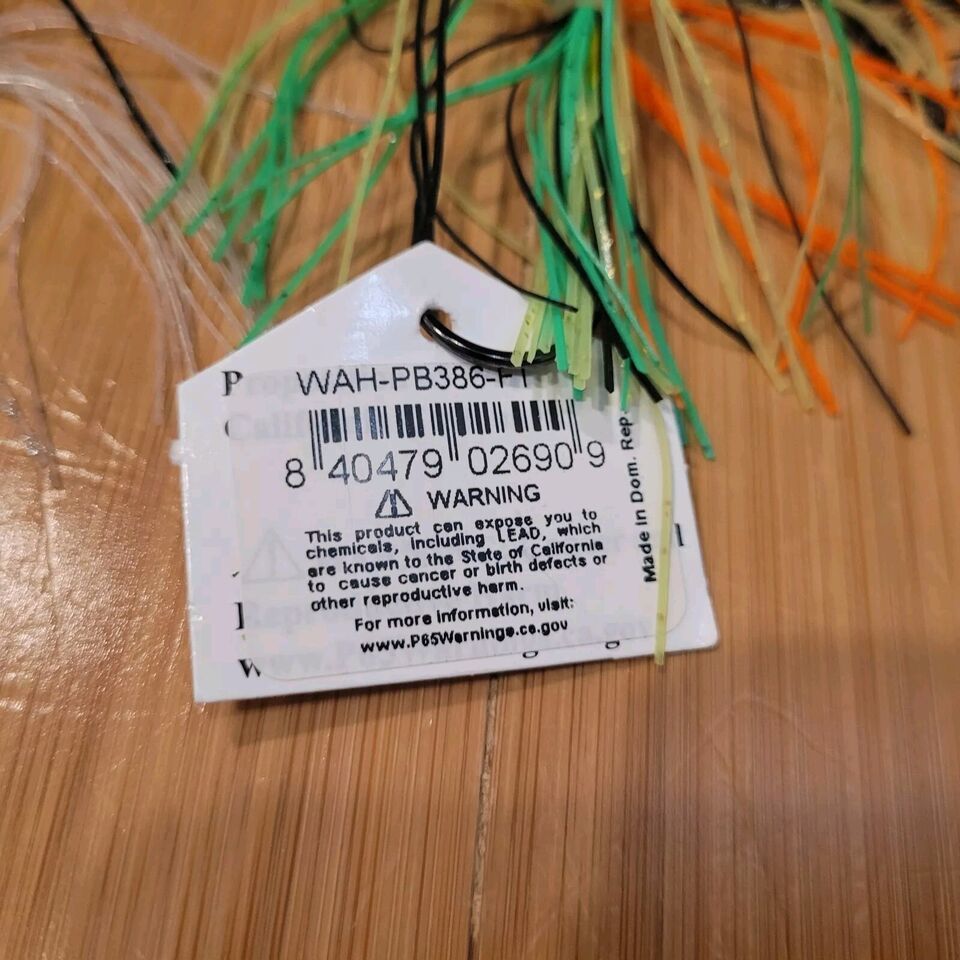 WAH-PB386-FT
8 40479 02690 9
WARNING
This product can expose you to
chemicals, including LEAD, which
are known to the State of California
to cause cancer or birth defects or
other reproductive harm.
For more information, visit:
www.P65Warnings.ca.gov
Made in Dom. Rep.